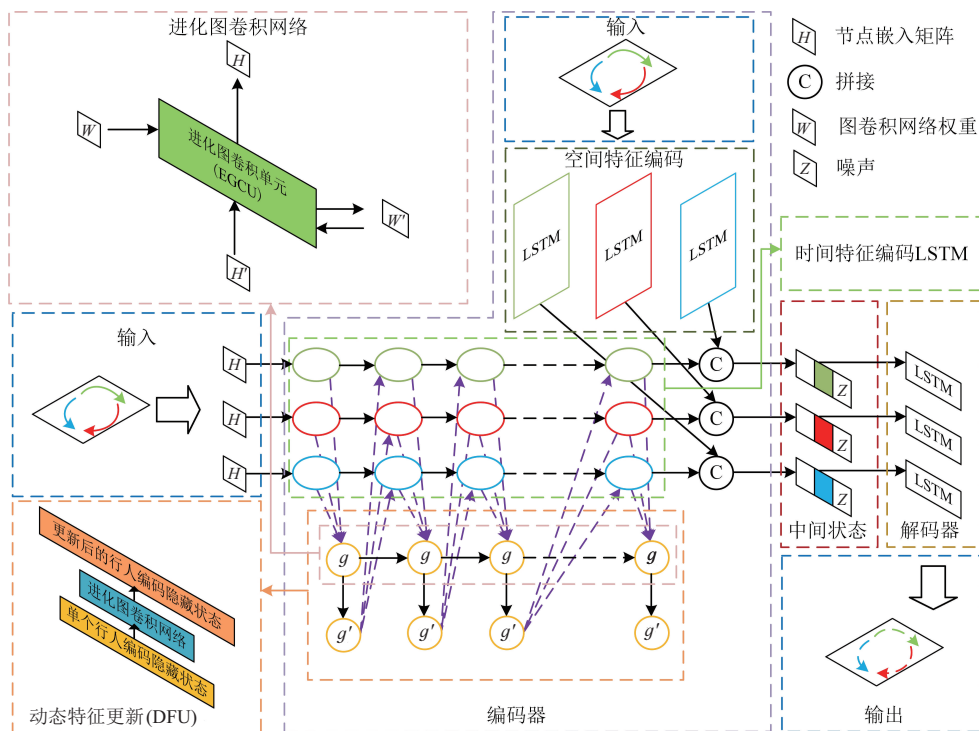 进化图卷积网络
H
W
进化图卷积单元
(EGCU)
W'
H'
输入
空间特征编码
LSTM
LSTM
LSTM
H
节点嵌入矩阵
C
拼接
W
图卷积网络权重
Z
噪声
时间特征编码LSTM
输入
H
H
H
C
C
C
Z
Z
Z
中间状态
LSTM
LSTM
LSTM
解码器
g
g
g
g
g'
g'
g'
g'
编码器
更新后的行人编码隐藏状态
进化图卷积网络
单个行人编码隐藏状态
动态特征更新(DFU)
输出